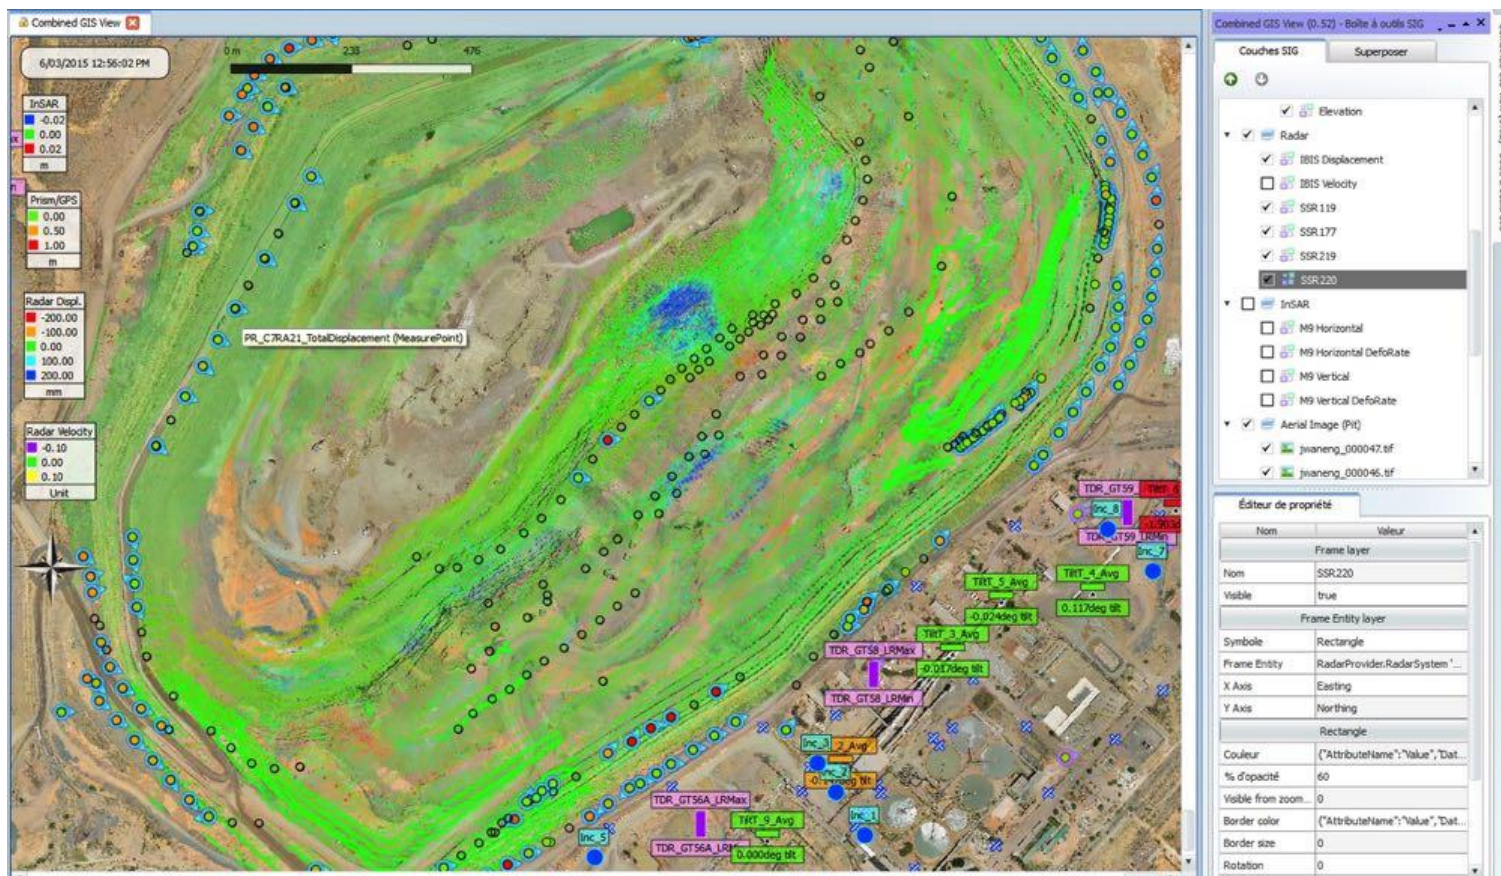 Combined GIS View
6/03/2015 12:56:02 PM
0 m 238 476
InSAR
-0.02
0.00
0.02
m
Prism/GPS
0.00
0.50
1.00
m
Radar Displ.
-200.00
-100.00
0.00
100.00
200.00
mm
Radar Velocity
-0.10
0.00
0.10
Unit
PR_C7RA21_TotalDisplacement (MeasurePoint)
TDR_GT59
Inc_8
TDR_GT59_LRMin
Inc_7
TiltT_5_Avg
TiltT_4_Avg
-0.024deg tilt
0.117deg tilt
TiltT_3_Avg
-0.017deg tilt
TDR_GT58_LRMax
TDR_GT58_LRMin
Inc_3
2_Avg
Inc_2
TDR_GT56A_LRMax
TiltT_9_Avg
Inc_1
Inc_5
TDR_GT56A_LRMi
0.000deg tilt
Combined GIS View (0.52) - Boîte à outils SIG
Couches SIG
Superposer
Elevation
Radar
IBIS Displacement
IBIS Velocity
SSR119
SSR177
SSR219
SSR220
InSAR
M9 Horizontal
M9 Horizontal DefoRate
M9 Vertical
M9 Vertical DefoRate
Aerial Image (Pit)
jwaneng_000047.tif
jwaneng_000046.tif
Éditeur de propriété
Nom Valeur
Frame layer
Nom SSR220
Visible true
Frame Entity layer
Symbole Rectangle
Frame Entity RadarProvider.RadarSystem '...
X Axis Easting
Y Axis Northing
Rectangle
Couleur {"AttributeName":"Value","Dat...
% d'opacité 60
Visible from zoom... 0
Border color {"AttributeName":"Value","Dat...
Border size 0
Rotation 0